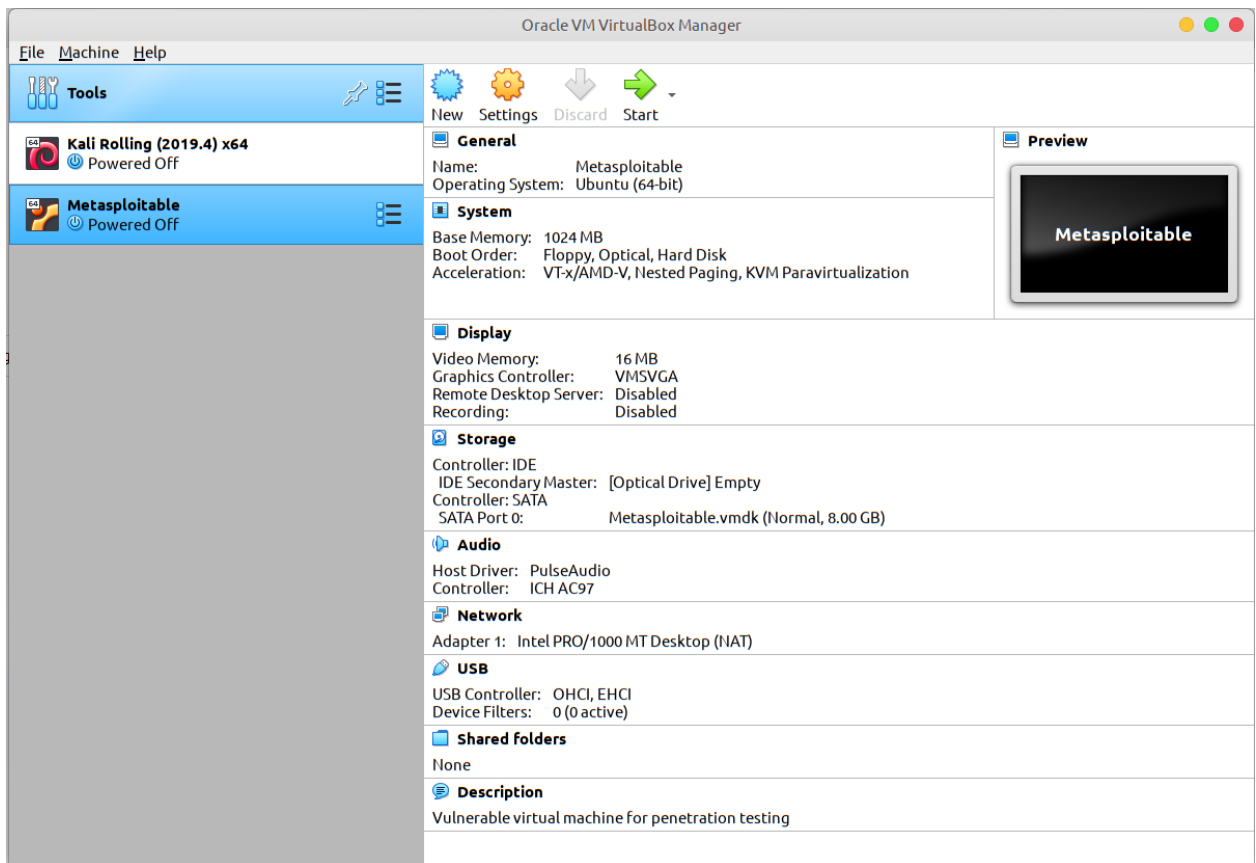 Oracle VM VirtualBox Manager
File Machine Help
Tools
64 Kali Rolling (2019.4) x64
Powered Off
64 Metasploitable
Powered Off
New Settings Discard Start
General
Name: Metasploitable
Operating System: Ubuntu (64-bit)
Preview
Metasploitable
System
Base Memory: 1024 MB
Boot Order: Floppy, Optical, Hard Disk
Acceleration: VT-x/AMD-V, Nested Paging, KVM Paravirtualization
Display
Video Memory: 16 MB
Graphics Controller: VMSVGA
Remote Desktop Server: Disabled
Recording: Disabled
Storage
Controller: IDE
IDE Secondary Master: [Optical Drive] Empty
Controller: SATA
SATA Port 0: Metasploitable.vmdk (Normal, 8.00 GB)
Audio
Host Driver: PulseAudio
Controller: ICH AC97
Network
Adapter 1: Intel PRO/1000 MT Desktop (NAT)
USB
USB Controller: OHCI, EHCI
Device Filters: 0 (0 active)
Shared folders
None
Description
Vulnerable virtual machine for penetration testing